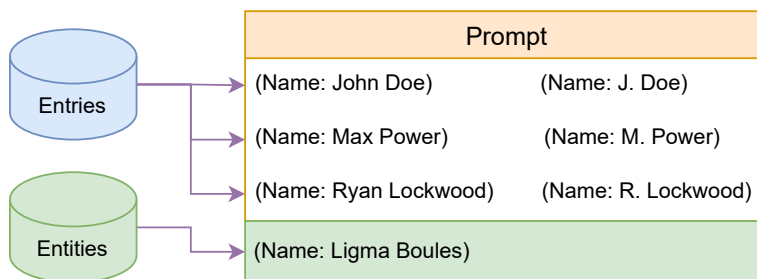 Prompt
Entries
(Name: John Doe) (Name: J. Doe)
(Name: Max Power) (Name: M. Power)
(Name: Ryan Lockwood) (Name: R. Lockwood)
Entities
(Name: Ligma Boules)